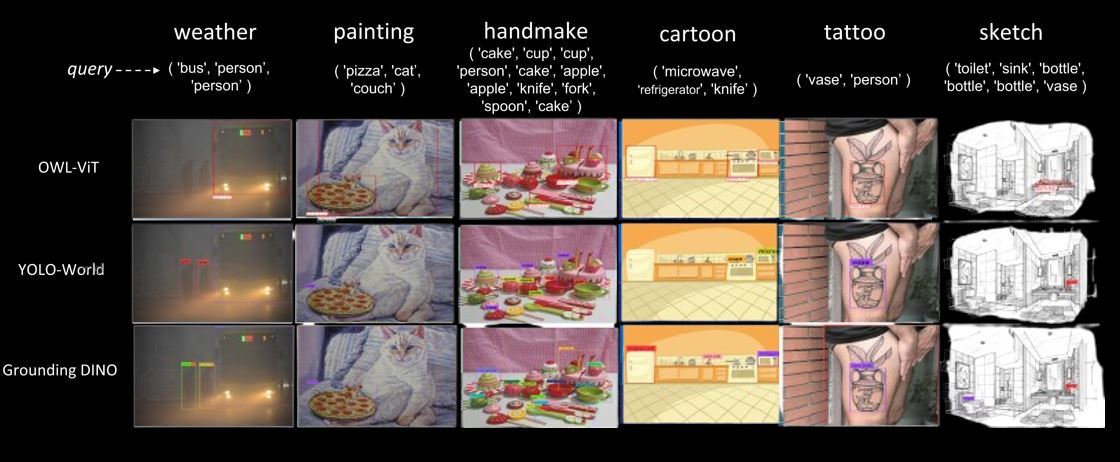 weather
painting
handmake
cartoon
tattoo
sketch
query
( 'bus', 'person',
'person' )
( 'pizza', 'cat',
'couch' )
( 'cake', 'cup', 'cup',
'person', 'cake', 'apple',
'apple', 'knife', 'fork',
'spoon', 'cake' )
( 'microwave',
'refrigerator', 'knife' )
( 'vase', 'person' )
( 'toilet', 'sink', 'bottle',
'bottle', 'bottle', 'vase )
OWL-ViT
YOLO-World
Grounding DINO